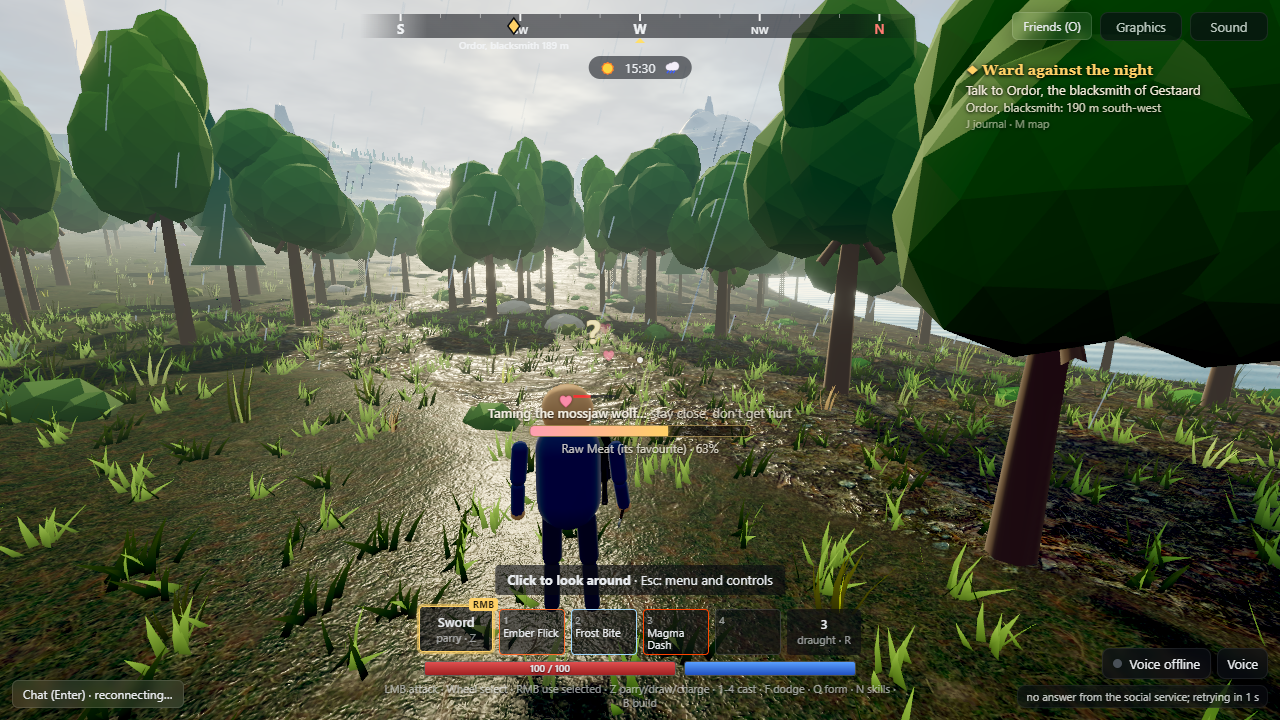 S
W
NW
N
Ordor, blacksmith 189 m
15:30
Friends (O)
Graphics
Sound
Ward against the night
Talk to Ordor, the blacksmith of Gestaard
Ordor, blacksmith: 190 m south-west
J journal · M map
?
Taming the mossjaw wolf... stay close, don't get hurt
Raw Meat (its favourite) · 63%
Click to look around · Esc: menu and controls
RMB
Sword
parry · Z
1
Ember Flick
2
Frost Bite
3
Magma
Dash
4
3
draught · R
100 / 100
LMB attack · Wheel select · RMB use selected · Z parry/draw/charge · 1-4 cast · F dodge · Q form · N skills ·
B build
Chat (Enter) · reconnecting...
Voice offline
Voice
no answer from the social service; retrying in 1 s